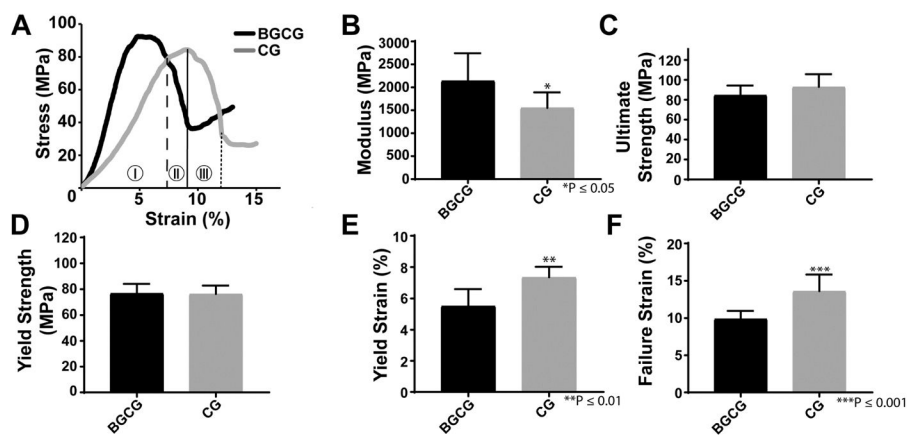 A
Stress (MPa)
100
80
60
40
20
0
BGCG
CG
Ⅰ
Ⅱ
Ⅲ
0 5 10 15
Strain (%)
B
Modulus (MPa)
3000
2500
2000
1500
1000
500
0
*
BGCG
CG
*P ≤ 0.05
C
Ultimate
Strength (MPa)
120
100
80
60
40
20
0
BGCG
CG
D
Yield Strength
(MPa)
120
100
80
60
40
20
0
BGCG
CG
E
Yield Strain (%)
10
8
6
4
2
0
**
BGCG
CG
**P ≤ 0.01
F
Failure Strain (%)
20
15
10
5
0
***
BGCG
CG
***P ≤ 0.001